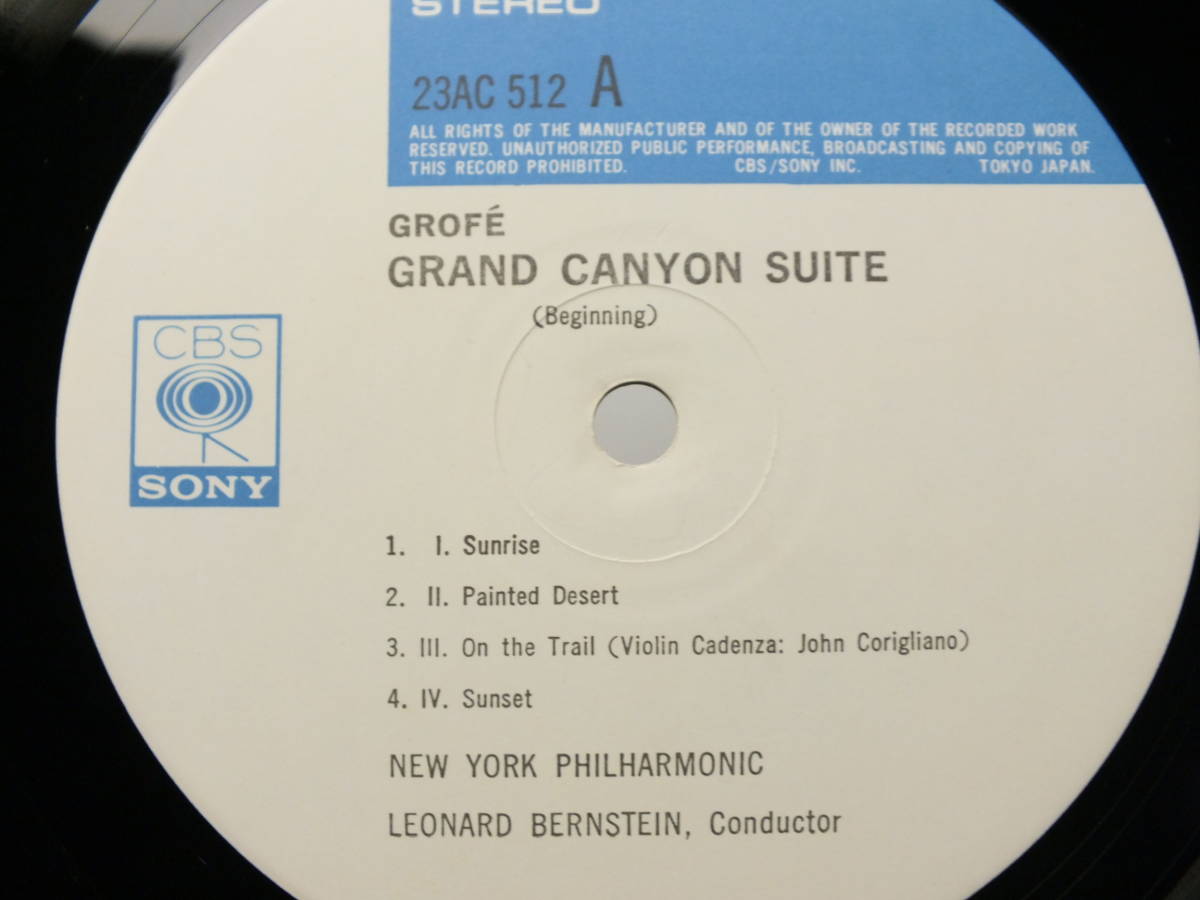 STEREO
23AC 512 A
ALL RIGHTS OF THE MANUFACTURER AND OF THE OWNER OF THE RECORDED WORK
RESERVED. UNAUTHORIZED PUBLIC PERFORMANCE, BROADCASTING AND COPYING OF
THIS RECORD PROHIBITED. CBS/SONY INC. TOKYO JAPAN.
GROFÉ
GRAND CANYON SUITE
(Beginning)
CBS
SONY
1. I. Sunrise
2. II. Painted Desert
3. III. On the Trail (Violin Cadenza: John Corigliano)
4. IV. Sunset
NEW YORK PHILHARMONIC
LEONARD BERNSTEIN, Conductor